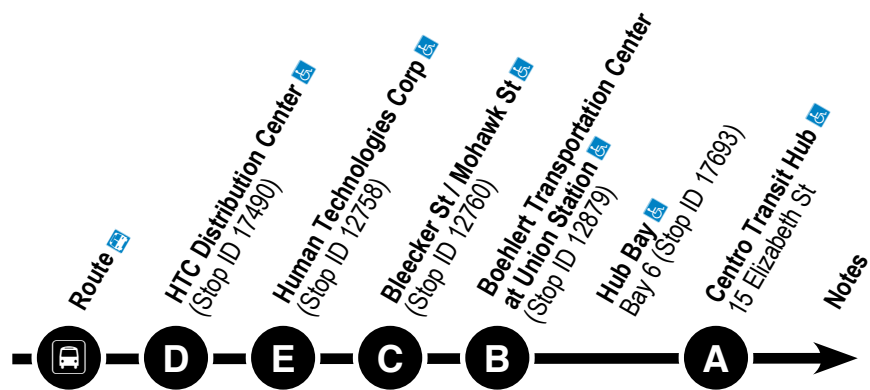 Route
HTC Distribution Center
(Stop ID 17490)
Human Technologies Corp
(Stop ID 12758)
Bleecker St / Mohawk St
(Stop ID 12760)
Boehlert Transportation Center
at Union Station
(Stop ID 12879)
Hub Bay
Bay 6 (Stop ID 17693)
Centro Transit Hub
15 Elizabeth St
Notes
D
E
C
B
A